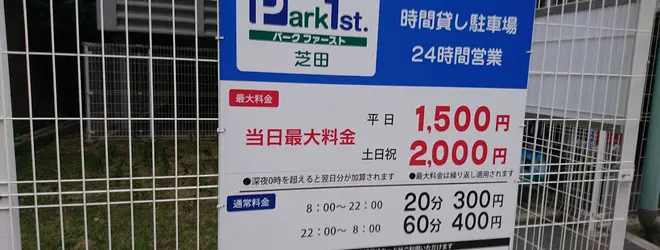 Park1st.
パーク ファースト
芝田
時間貸し駐車場
24時間営業
最大料金
当日最大料金
平日 1,500円
土日祝 2,000円
●深夜0時を超えると翌日分が加算されます ●最大料金は繰り返し適用されます
通常料金
8:00〜22:00 20分 300円
22:00〜 8:00 60分 400円